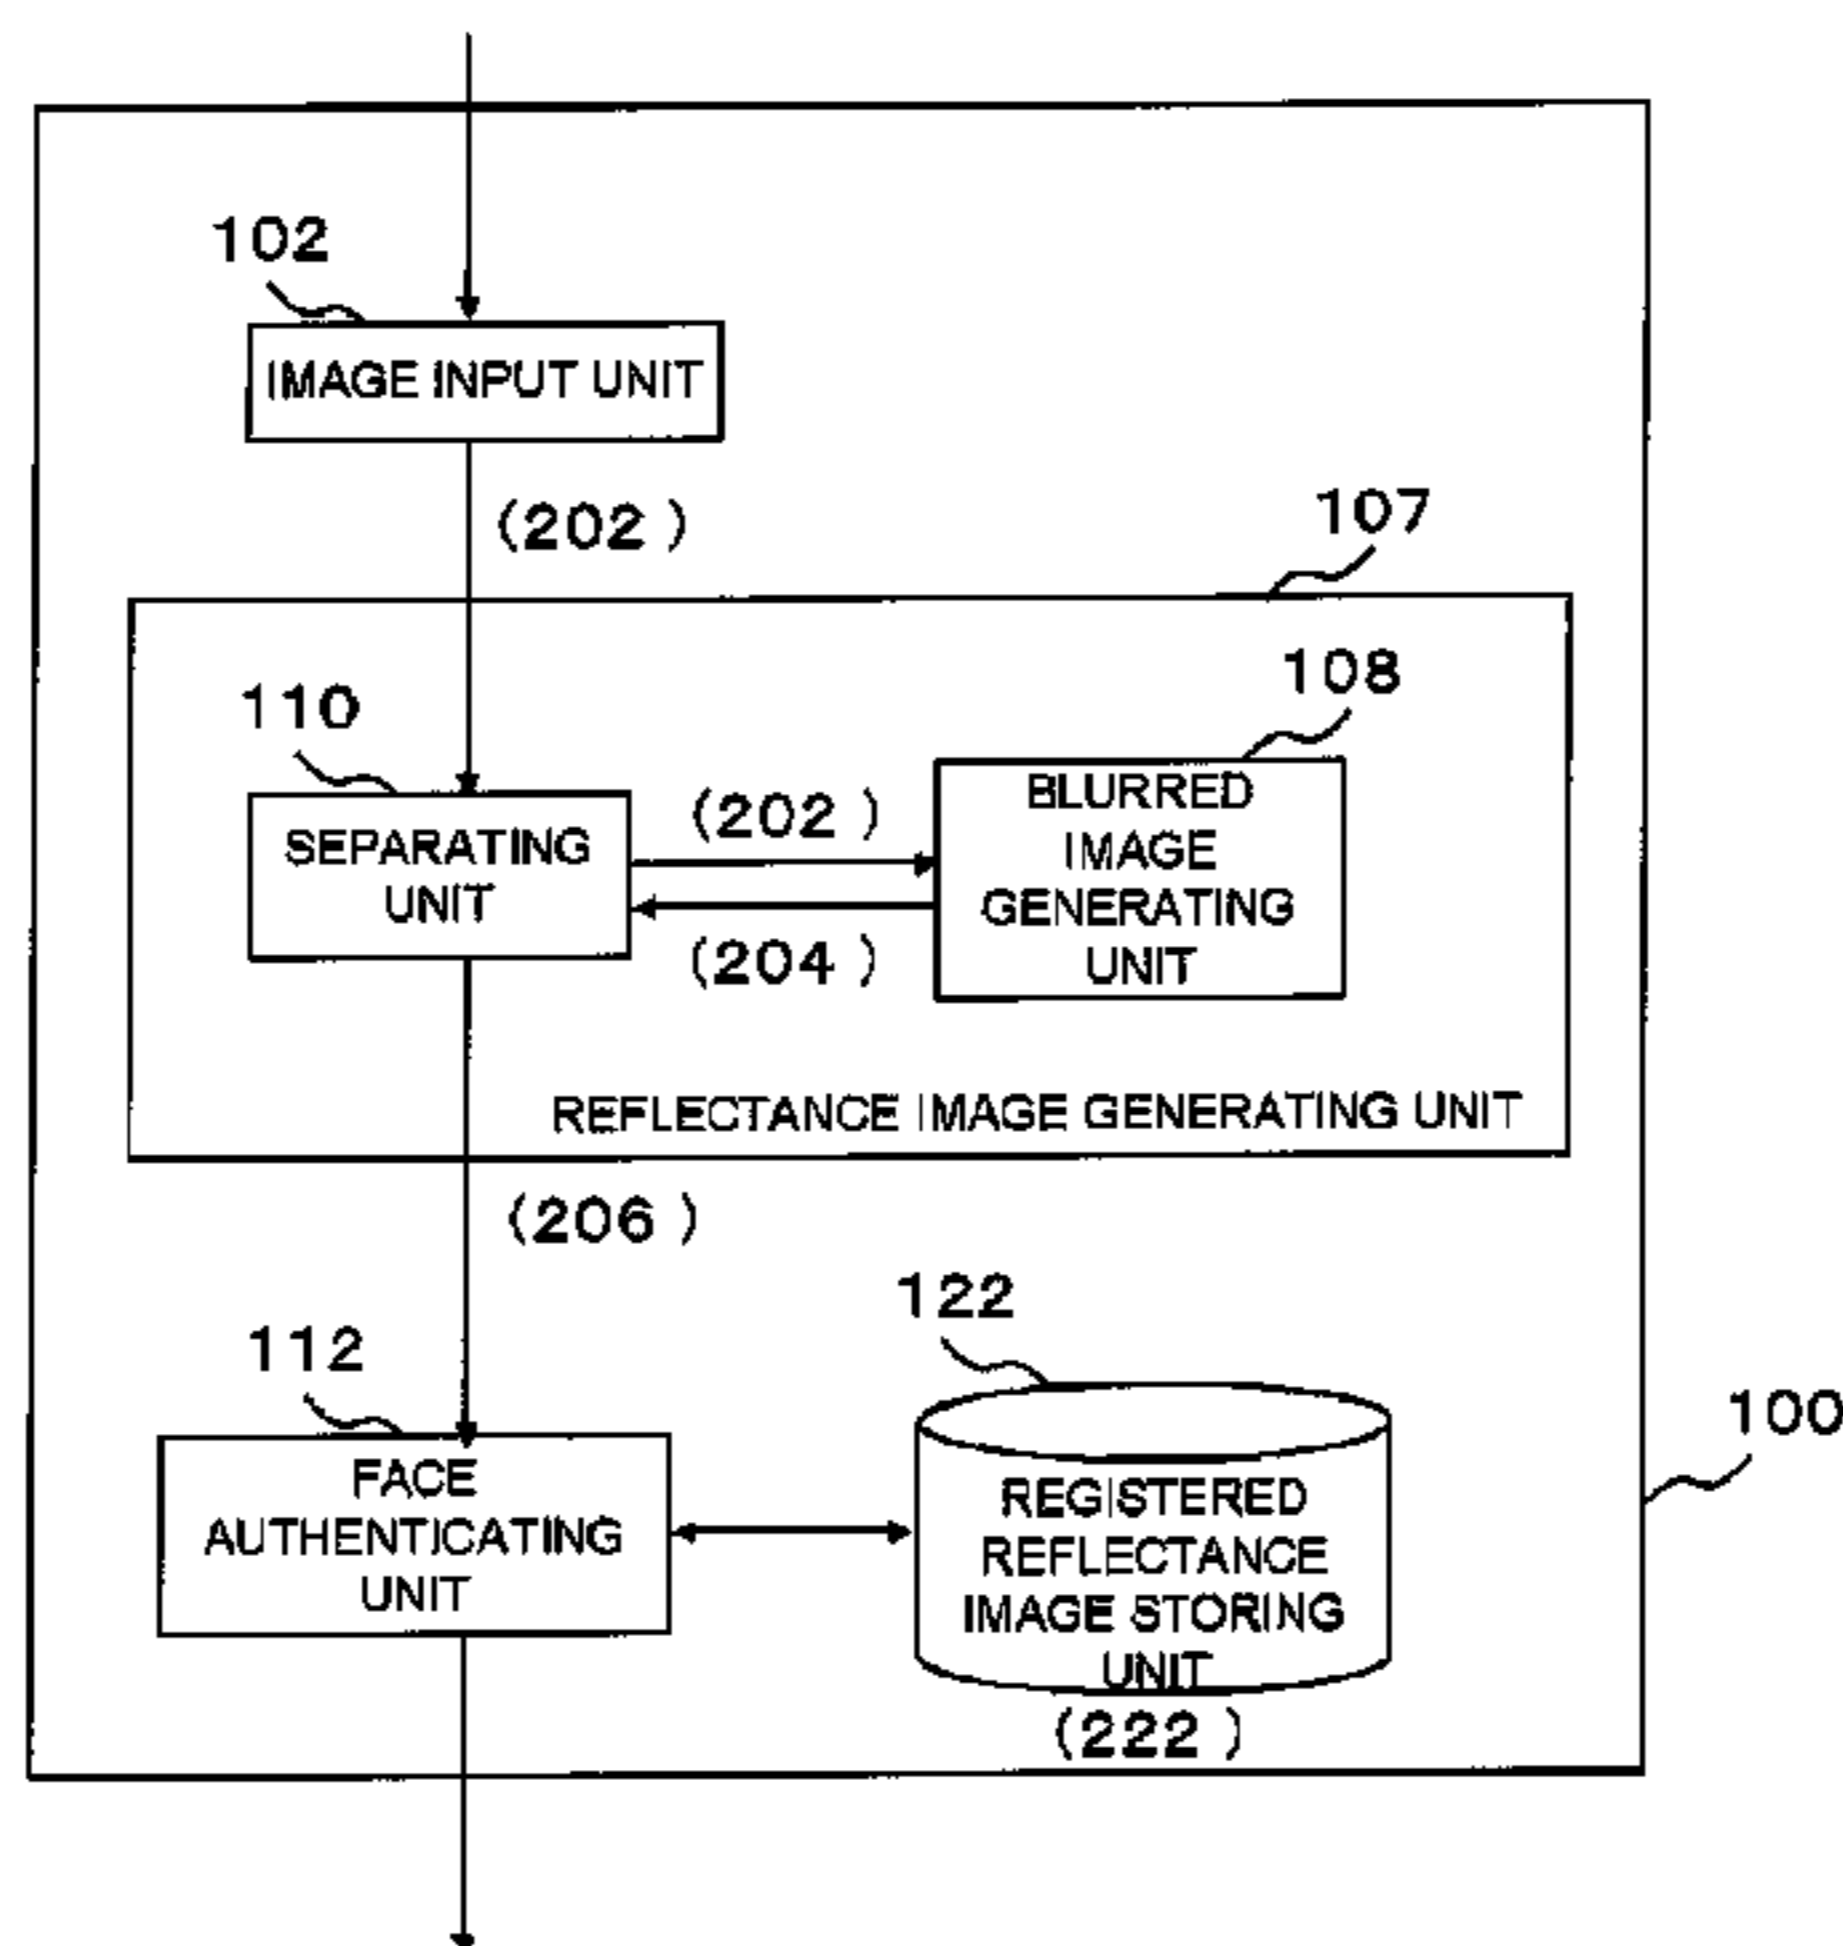 102
IMAGE INPUT UNIT
(202)
107
110
108
SEPARATING
UNIT
(202)
(204)
BLURRED
IMAGE
GENERATING
UNIT
REFLECTANCE IMAGE GENERATING UNIT
(206)
112
122
100
FACE
AUTHENTICATING
UNIT
REGISTERED
REFLECTANCE
IMAGE STORING
UNIT
(222)